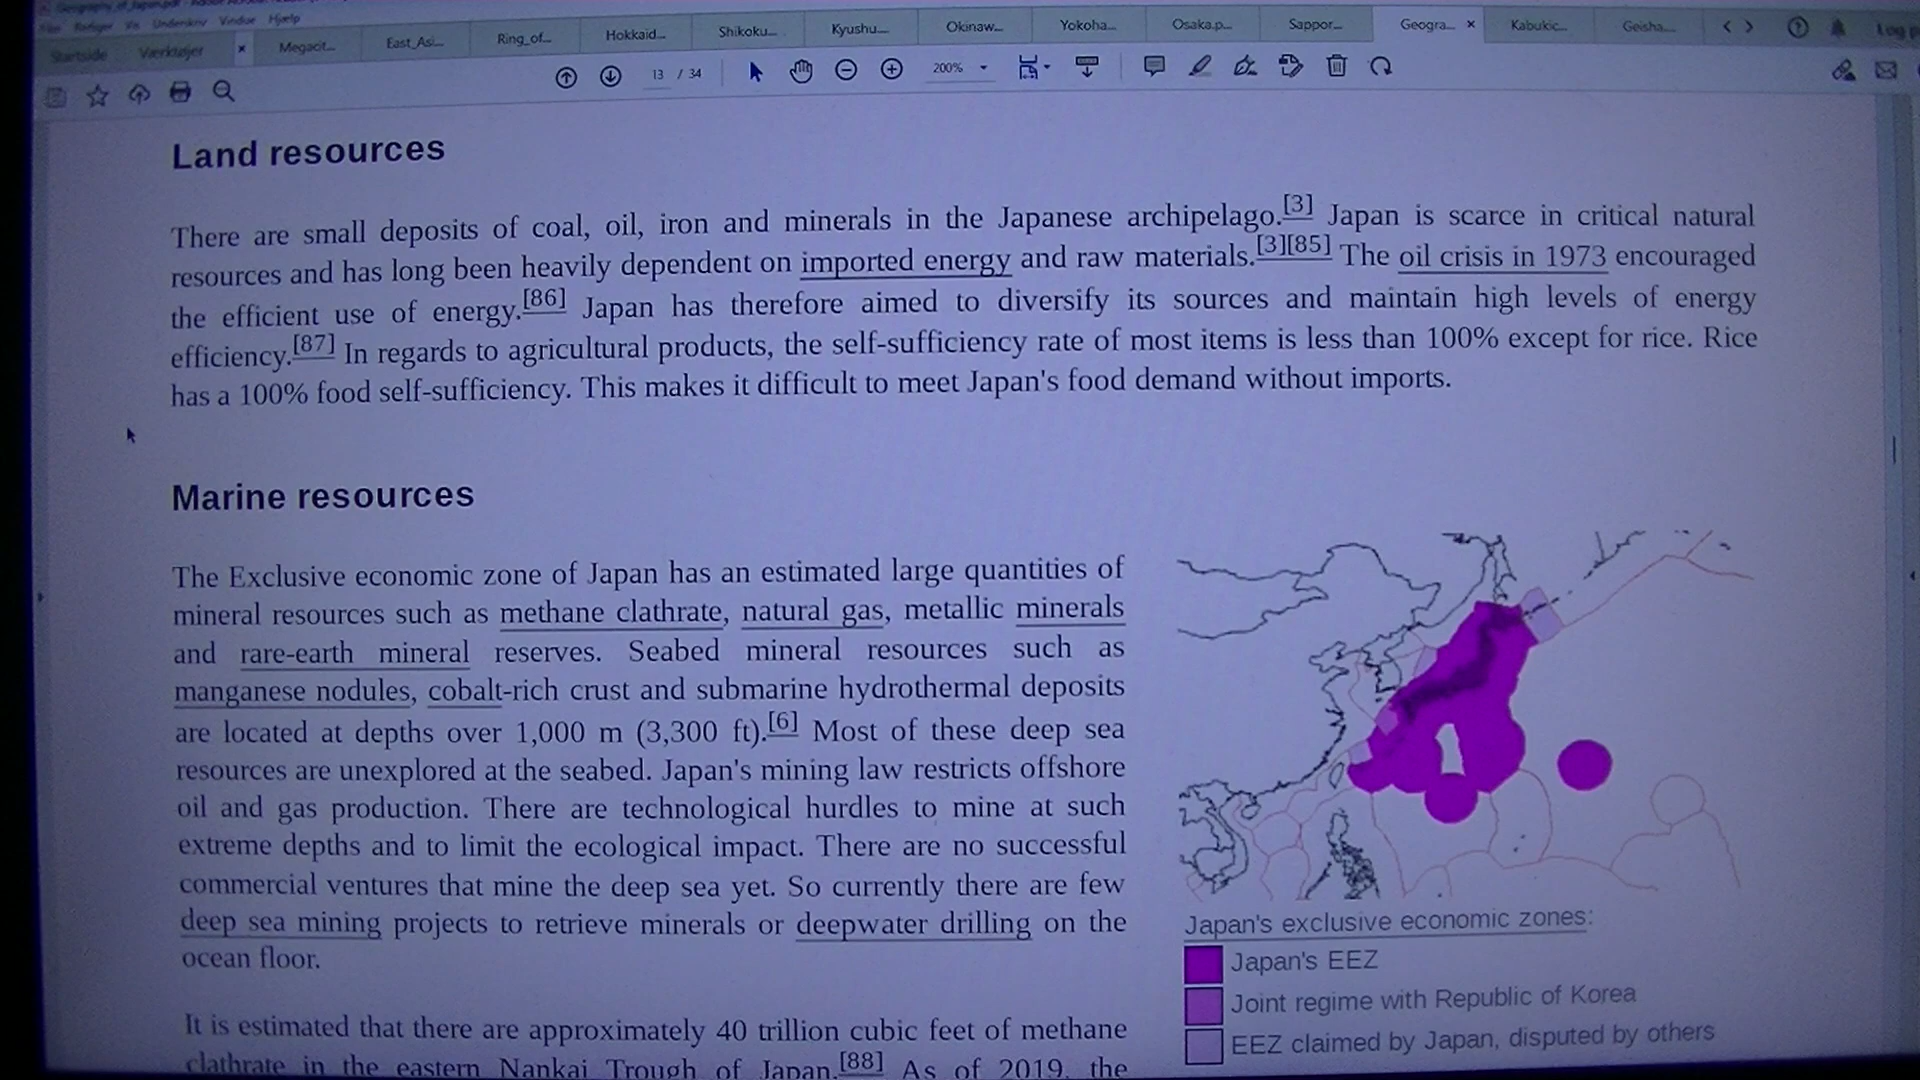 Startside Værktøjer × Megacit... East_Asi... Ring_of... Hokkaid... Shikoku... Kyushu... Okinaw... Yokoha... Osaka.p... Sappor... Geogra... × Kabukic... Geisha...
13 / 34 200%
Land resources
There are small deposits of coal, oil, iron and minerals in the Japanese archipelago.[3] Japan is scarce in critical natural
resources and has long been heavily dependent on imported energy and raw materials.[3][85] The oil crisis in 1973 encouraged
the efficient use of energy.[86] Japan has therefore aimed to diversify its sources and maintain high levels of energy
efficiency.[87] In regards to agricultural products, the self-sufficiency rate of most items is less than 100% except for rice. Rice
has a 100% food self-sufficiency. This makes it difficult to meet Japan's food demand without imports.
Marine resources
The Exclusive economic zone of Japan has an estimated large quantities of
mineral resources such as methane clathrate, natural gas, metallic minerals
and rare-earth mineral reserves. Seabed mineral resources such as
manganese nodules, cobalt-rich crust and submarine hydrothermal deposits
are located at depths over 1,000 m (3,300 ft).[6] Most of these deep sea
resources are unexplored at the seabed. Japan's mining law restricts offshore
oil and gas production. There are technological hurdles to mine at such
extreme depths and to limit the ecological impact. There are no successful
commercial ventures that mine the deep sea yet. So currently there are few
deep sea mining projects to retrieve minerals or deepwater drilling on the
ocean floor.
It is estimated that there are approximately 40 trillion cubic feet of methane
clathrate in the eastern Nankai Trough of Japan.[88] As of 2019, the
Japan's exclusive economic zones:
Japan's EEZ
Joint regime with Republic of Korea
EEZ claimed by Japan, disputed by others